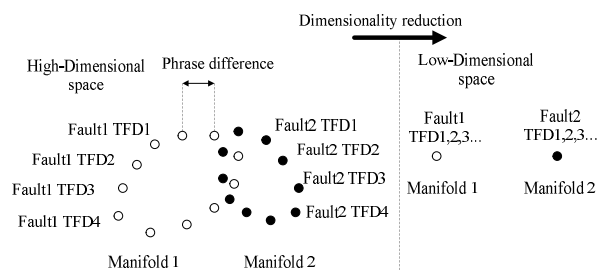 Dimensionality reduction
High-Dimensional
space
Phrase difference
Low-Dimensional
space
Fault1 TFD1
Fault1 TFD2
Fault1 TFD3
Fault1 TFD4
Fault2 TFD1
Fault2 TFD2
Fault2 TFD3
Fault2 TFD4
Manifold 1
Manifold 2
Fault1
TFD1,2,3...
Manifold 1
Fault2
TFD1,2,3...
Manifold 2